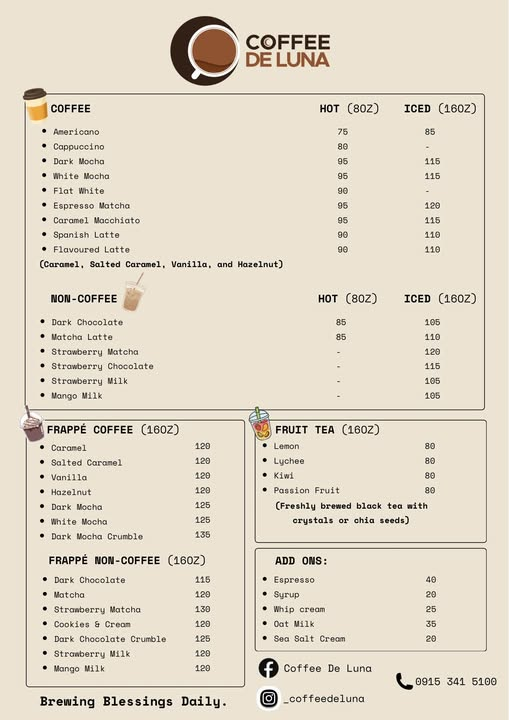 COFFEE
DE LUNA
COFFEE HOT (8OZ) ICED (16OZ)
Americano 75 85
Cappuccino 80 -
Dark Mocha 95 115
White Mocha 95 115
Flat White 90 -
Espresso Matcha 95 120
Caramel Macchiato 95 115
Spanish Latte 90 110
Flavoured Latte 90 110
(Caramel, Salted Caramel, Vanilla, and Hazelnut)
NON-COFFEE HOT (8OZ) ICED (16OZ)
Dark Chocolate 85 105
Matcha Latte 85 110
Strawberry Matcha - 120
Strawberry Chocolate - 115
Strawberry Milk - 105
Mango Milk - 105
FRAPPÉ COFFEE (16OZ)
Caramel 120
Salted Caramel 120
Vanilla 120
Hazelnut 120
Dark Mocha 125
White Mocha 125
Dark Mocha Crumble 135
FRAPPÉ NON-COFFEE (16OZ)
Dark Chocolate 115
Matcha 120
Strawberry Matcha 130
Cookies & Cream 120
Dark Chocolate Crumble 125
Strawberry Milk 120
Mango Milk 120
FRUIT TEA (16OZ)
Lemon 80
Lychee 80
Kiwi 80
Passion Fruit 80
(Freshly brewed black tea with
crystals or chia seeds)
ADD ONS:
Espresso 40
Syrup 20
Whip cream 25
Oat Milk 35
Sea Salt Cream 20
Coffee De Luna
0915 341 5100
_coffeedeluna
Brewing Blessings Daily.